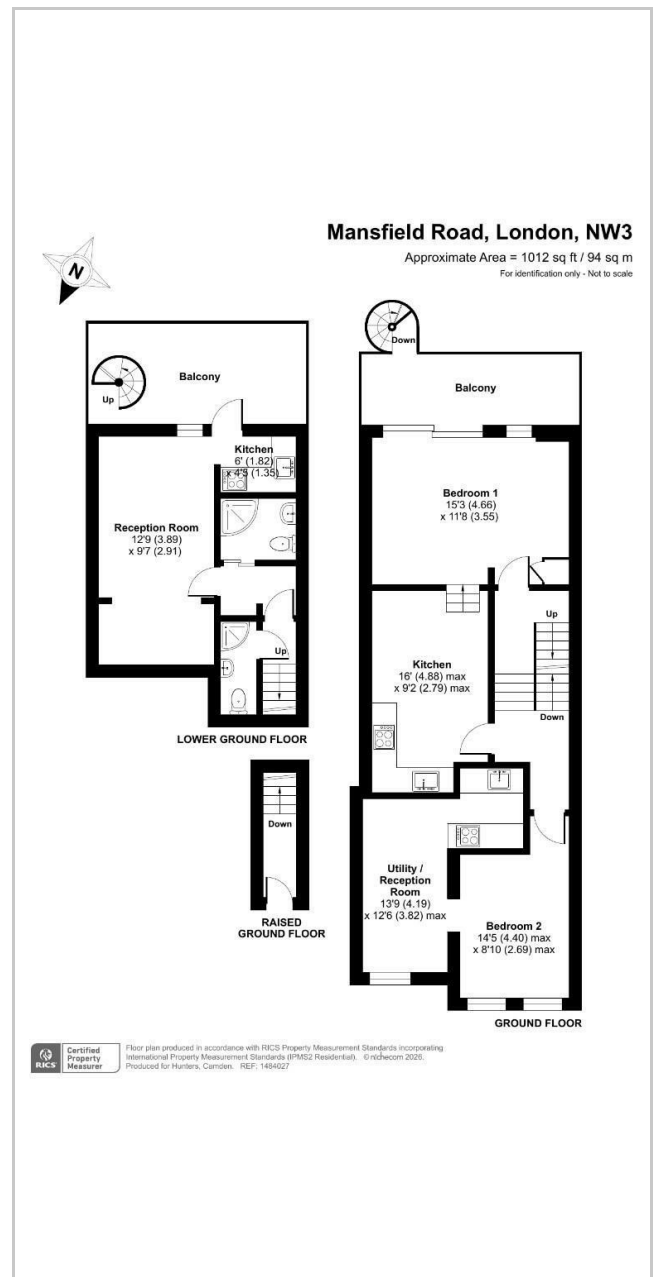 Mansfield Road, London, NW3
Approximate Area = 1012 sq ft / 94 sq m
For identification only - Not to scale
N
Balcony
Up
Kitchen
6' (1.82)
x 4'5 (1.35)
Reception Room
12'9 (3.89)
x 9'7 (2.91)
Up
LOWER GROUND FLOOR
Down
RAISED
GROUND FLOOR
Down
Balcony
Bedroom 1
15'3 (4.66)
x 11'8 (3.55)
Up
Kitchen
16' (4.88) max
x 9'2 (2.79) max
Down
Utility /
Reception
Room
13'9 (4.19)
x 12'6 (3.82) max
Bedroom 2
14'5 (4.40) max
x 8'10 (2.69) max
GROUND FLOOR
RICS
Certified
Property
Measurer
Floor plan produced in accordance with RICS Property Measurement Standards incorporating
International Property Measurement Standards (IPMS2 Residential). © nichecom 2026.
Produced for Hunters, Camden. REF: 1484027